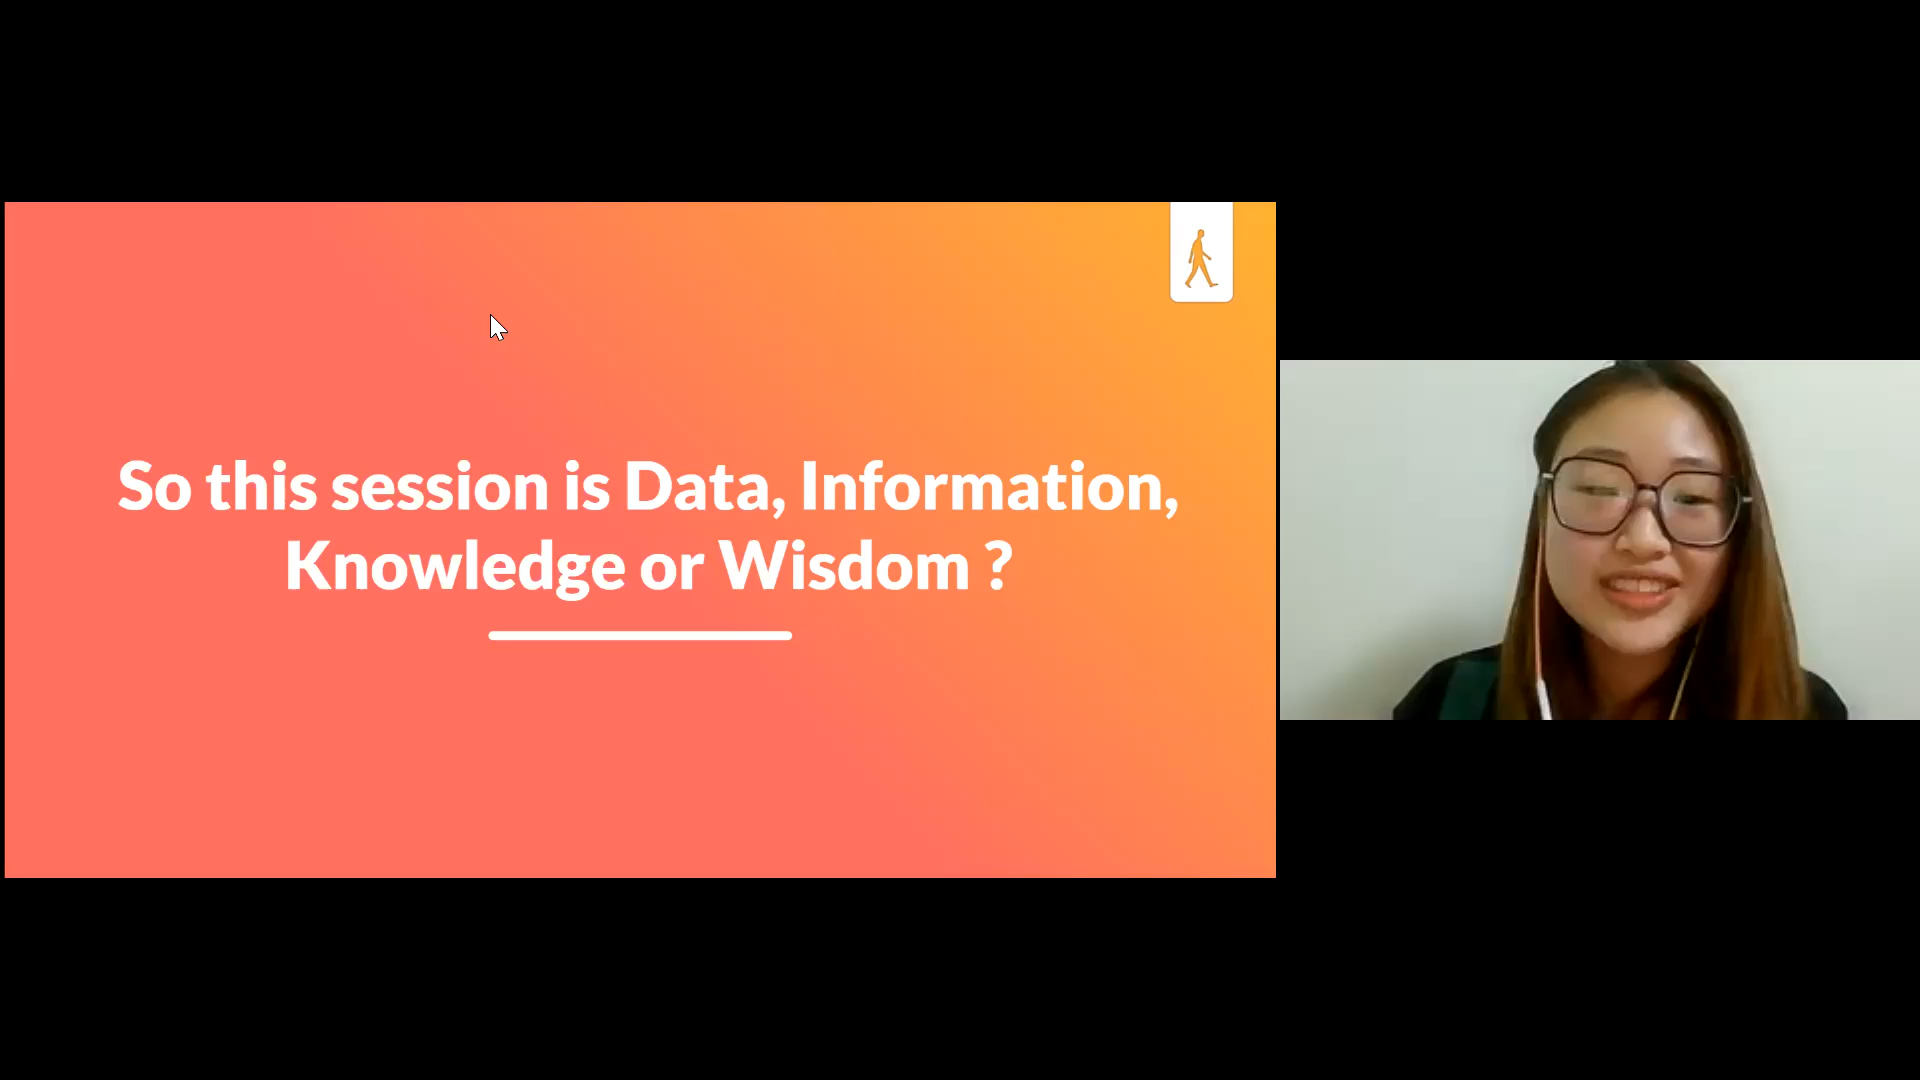 So this session is Data, Information,
Knowledge or Wisdom ?